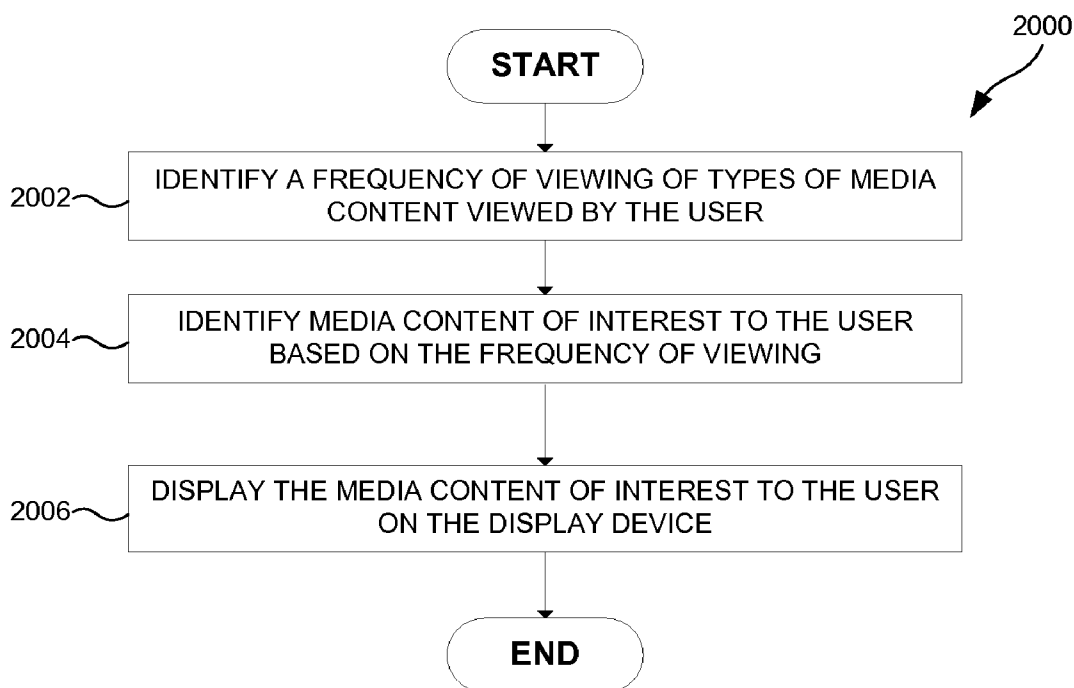 2000
START
2002
IDENTIFY A FREQUENCY OF VIEWING OF TYPES OF MEDIA
CONTENT VIEWED BY THE USER
2004
IDENTIFY MEDIA CONTENT OF INTEREST TO THE USER
BASED ON THE FREQUENCY OF VIEWING
2006
DISPLAY THE MEDIA CONTENT OF INTEREST TO THE USER
ON THE DISPLAY DEVICE
END